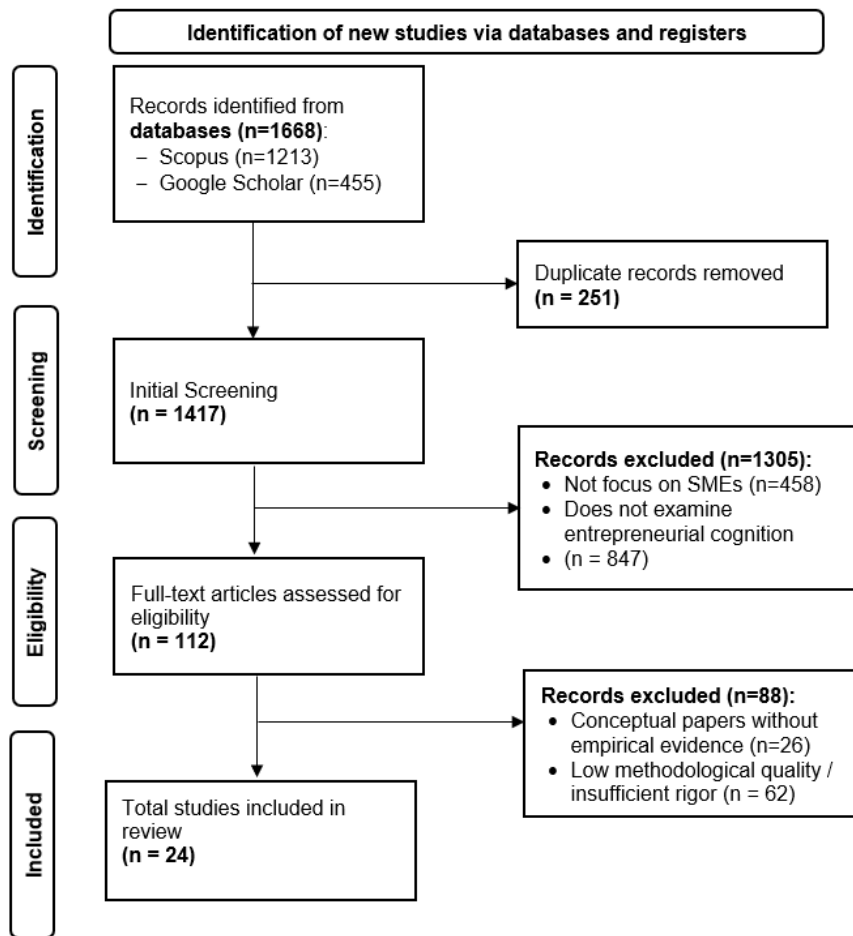 Identification of new studies via databases and registers
Identification
Records identified from
databases (n=1668):
– Scopus (n=1213)
– Google Scholar (n=455)
Duplicate records removed
(n = 251)
Screening
Initial Screening
(n = 1417)
Records excluded (n=1305):
• Not focus on SMEs (n=458)
• Does not examine
entrepreneurial cognition
• (n = 847)
Eligibility
Full-text articles assessed for
eligibility
(n = 112)
Records excluded (n=88):
• Conceptual papers without
empirical evidence (n=26)
• Low methodological quality /
insufficient rigor (n = 62)
Included
Total studies included in
review
(n = 24)